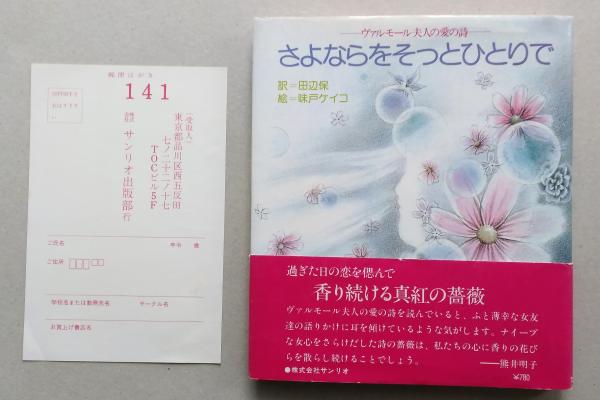 郵便はがき
141
（受取人）
東京都品川区西五反田
七ノ二十二ノ十七
TOCビル5F
サンリオ出版部 行
ご氏名
年令 歳
ご住所
学校名または勤務先名
サークル名
お買上げ書店名
ヴァルモール夫人の愛の詩
さよならをそっとひとりで
訳＝田辺保
絵＝味戸ケイコ
過ぎた日の恋を偲んで
香り続ける真紅の薔薇
ヴァルモール夫人の愛の詩を読んでいると、ふと薄幸な女友
達の語りかけに耳を傾けているような気がします。ナイーブ
な女心をさらけだした詩の薔薇は、私たちの心に香りの花び
らを散らし続けることでしょう。
——熊井明子
●株式会社サンリオ
¥780